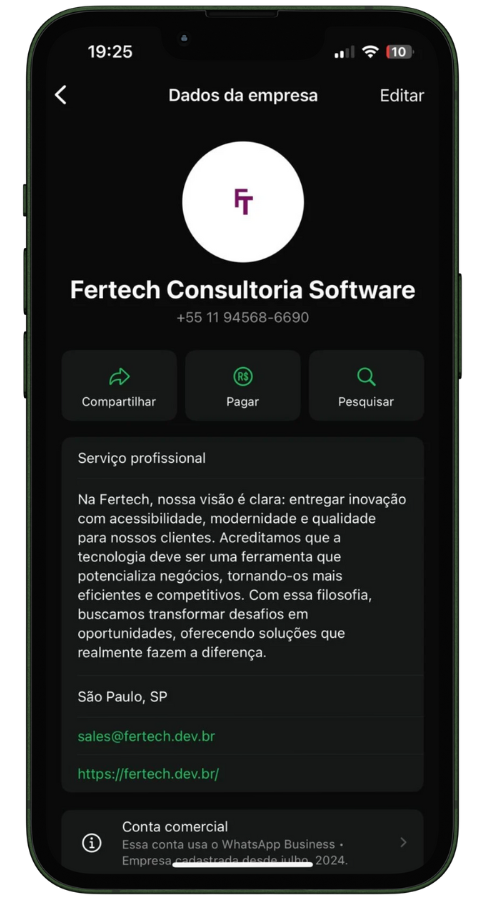 19:25
10
Dados da empresa
Editar
FT
Fertech Consultoria Software
+55 11 94568-6690
R$
Compartilhar
Pagar
Pesquisar
Serviço profissional
Na Fertech, nossa visão é clara: entregar inovação
com acessibilidade, modernidade e qualidade
para nossos clientes. Acreditamos que a
tecnologia deve ser uma ferramenta que
potencializa negócios, tornando-os mais
eficientes e competitivos. Com essa filosofia,
buscamos transformar desafios em
oportunidades, oferecendo soluções que
realmente fazem a diferença.
São Paulo, SP
sales@fertech.dev.br
https://fertech.dev.br/
Conta comercial
Essa conta usa o WhatsApp Business •
Empresa cadastrada desde julho, 2024.